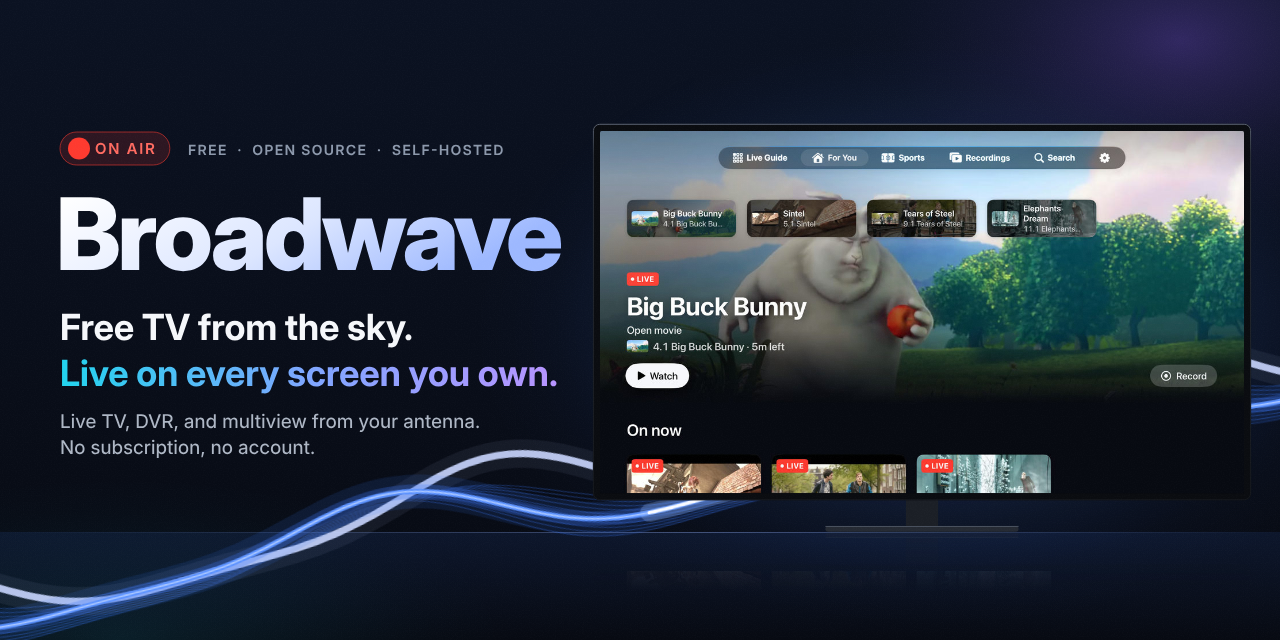 ON AIR
FREE · OPEN SOURCE · SELF-HOSTED
Broadwave
Free TV from the sky.
Live on every screen you own.
Live TV, DVR, and multiview from your antenna.
No subscription, no account.
Live Guide
For You
Sports
Recordings
Search
Big Buck Bunny
4.1 Big Buck Bu...
Sintel
5.1 Sintel
Tears of Steel
9.1 Tears of Steel
Elephants
Dream
11.1 Elephants...
LIVE
Big Buck Bunny
Open movie
4.1 Big Buck Bunny · 5m left
Watch
Record
On now
LIVE
LIVE
LIVE